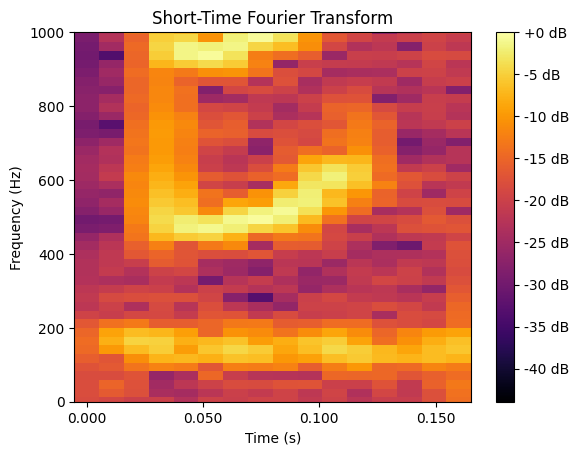 Short-Time Fourier Transform
1000
800
600
400
200
0
Frequency (Hz)
0.000
0.050
0.100
0.150
Time (s)
+0 dB
-5 dB
-10 dB
-15 dB
-20 dB
-25 dB
-30 dB
-35 dB
-40 dB